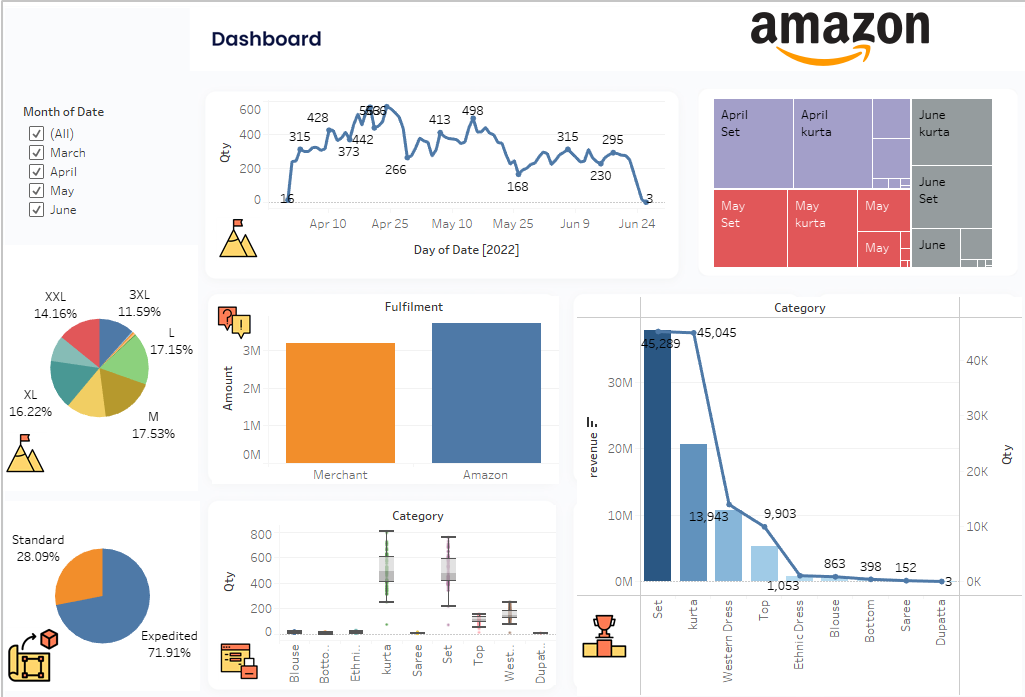 Dashboard
amazon
Month of Date
(All)
March
April
May
June
Qty
600
400
200
0
16
315
428
373
442
266
413
498
168
315
230
295
3
Apr 10
Apr 25
May 10
May 25
Jun 9
Jun 24
Day of Date [2022]
April
Set
April
kurta
June
kurta
June
Set
May
Set
May
kurta
May
May
June
XXL
14.16%
3XL
11.59%
L
17.15%
XL
16.22%
M
17.53%
Fulfilment
Amount
3M
2M
1M
0M
Merchant
Amazon
?
!
Category
revenue
30M
20M
10M
0M
45,289
45,045
13,943
9,903
1,053
863
398
152
3
40K
30K
20K
10K
0K
Qty
Set
kurta
Western Dress
Top
Ethnic Dress
Blouse
Bottom
Saree
Dupatta
Standard
28.09%
Expedited
71.91%
Category
Qty
800
600
400
200
0
Blouse
Botto..
Ethni..
kurta
Saree
Set
Top
West..
Dupat..